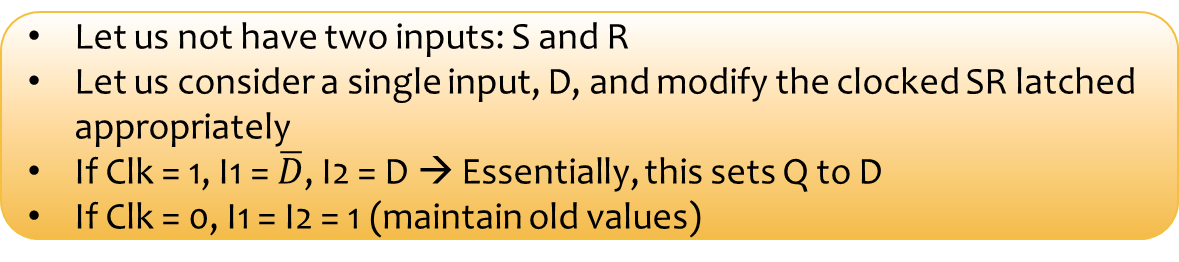 • Let us not have two inputs: S and R
• Let us consider a single input, D, and modify the clocked SR latched
appropriately
• If Clk = 1, I1 = D̅, I2 = D → Essentially, this sets Q to D
• If Clk = 0, I1 = I2 = 1 (maintain old values)